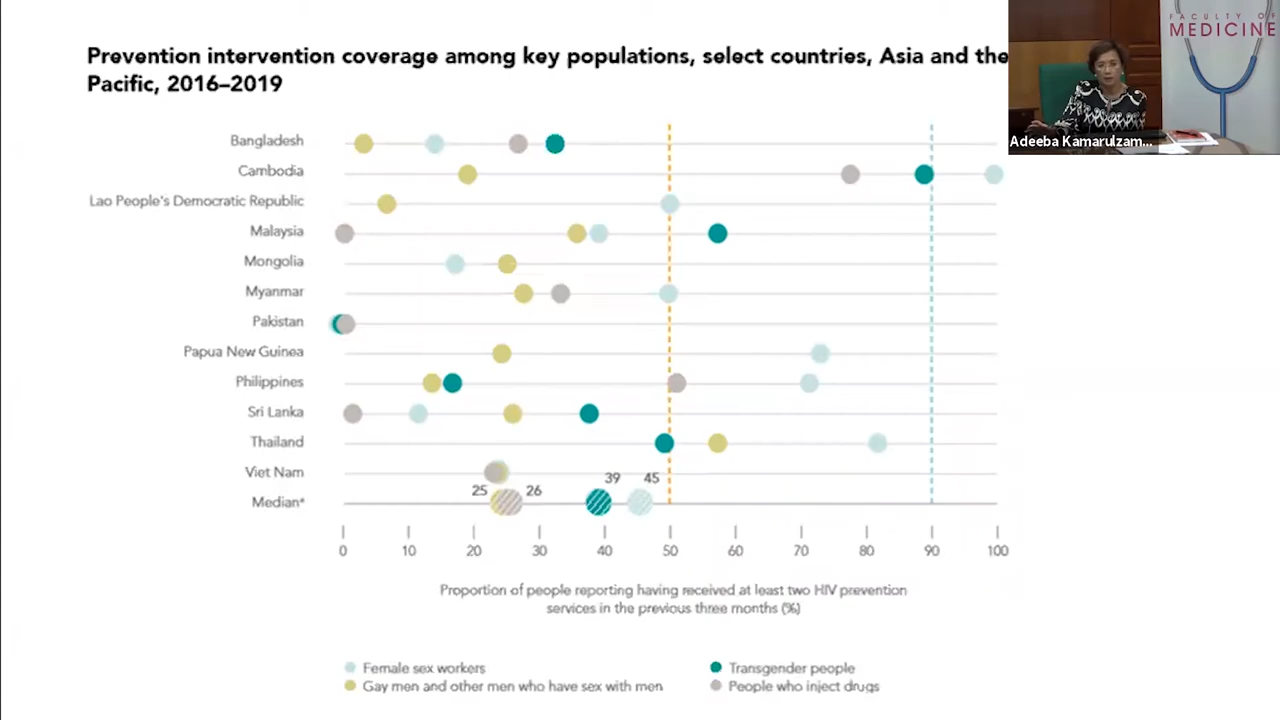 Prevention intervention coverage among key populations, select countries, Asia and the
Pacific, 2016–2019
FACULTY OF
MEDICINE
Adeeba Kamarulzam...
Bangladesh
Cambodia
Lao People's Democratic Republic
Malaysia
Mongolia
Myanmar
Pakistan
Papua New Guinea
Philippines
Sri Lanka
Thailand
Viet Nam
25 26 39 45
Median*
0 10 20 30 40 50 60 70 80 90 100
Proportion of people reporting having received at least two HIV prevention
services in the previous three months (%)
Female sex workers
Gay men and other men who have sex with men
Transgender people
People who inject drugs